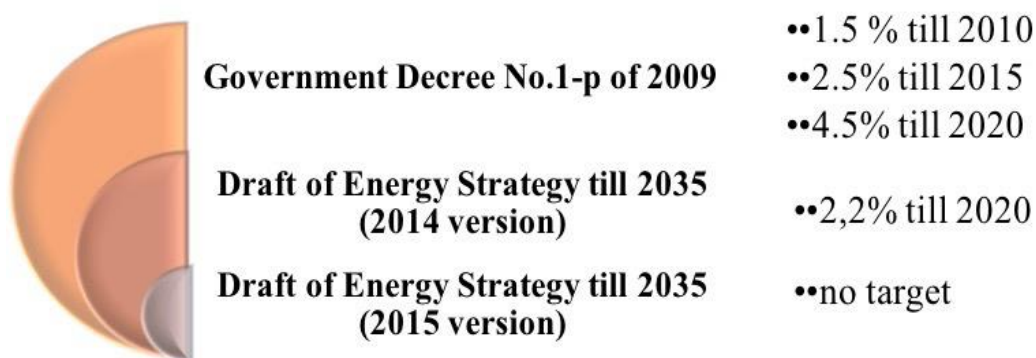 ••1.5 % till 2010
Government Decree No.1-p of 2009
••2.5% till 2015
••4.5% till 2020
Draft of Energy Strategy till 2035
(2014 version)
••2,2% till 2020
Draft of Energy Strategy till 2035
(2015 version)
••no target